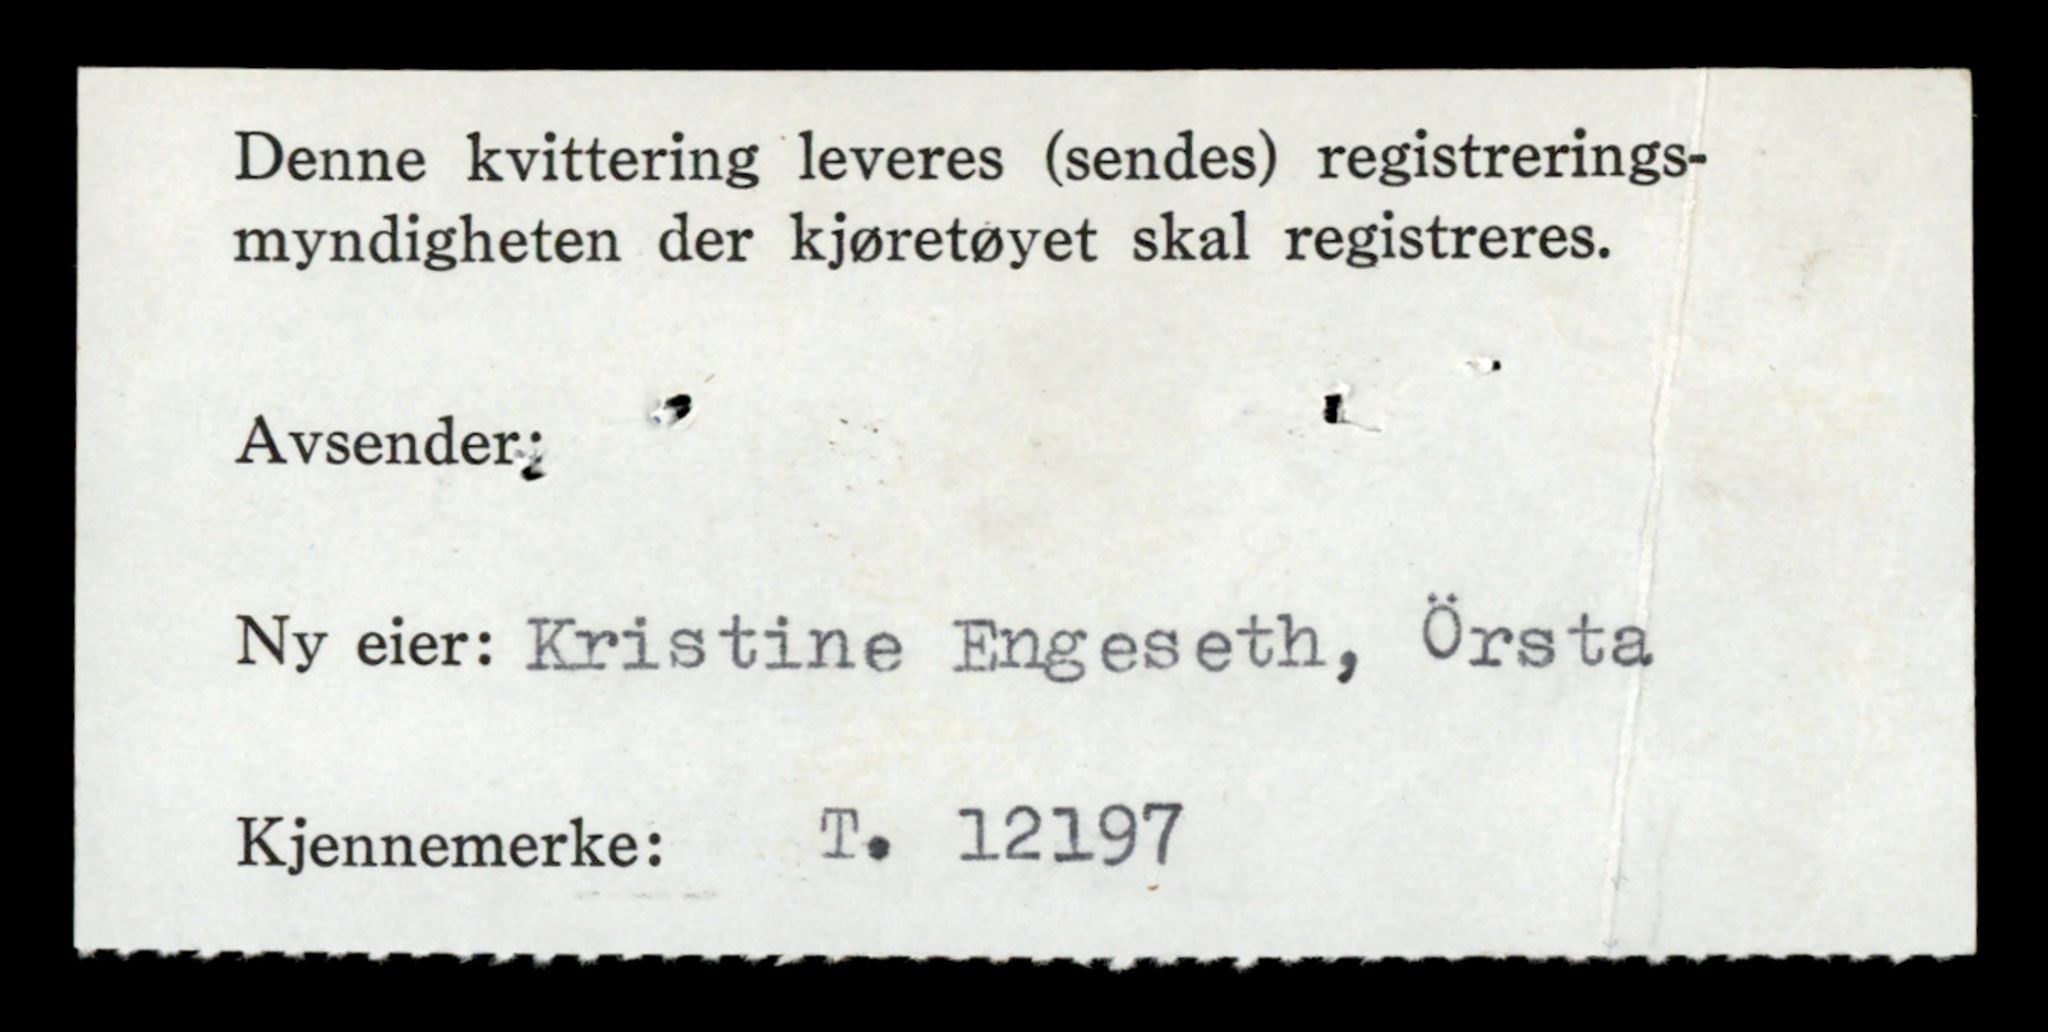 Denne kvittering leveres (sendes) registrerings-
myndigheten der kjøretøyet skal registreres.
Avsender:
Ny eier: Kristine Engeseth, Örsta
Kjennemerke: T. 12197